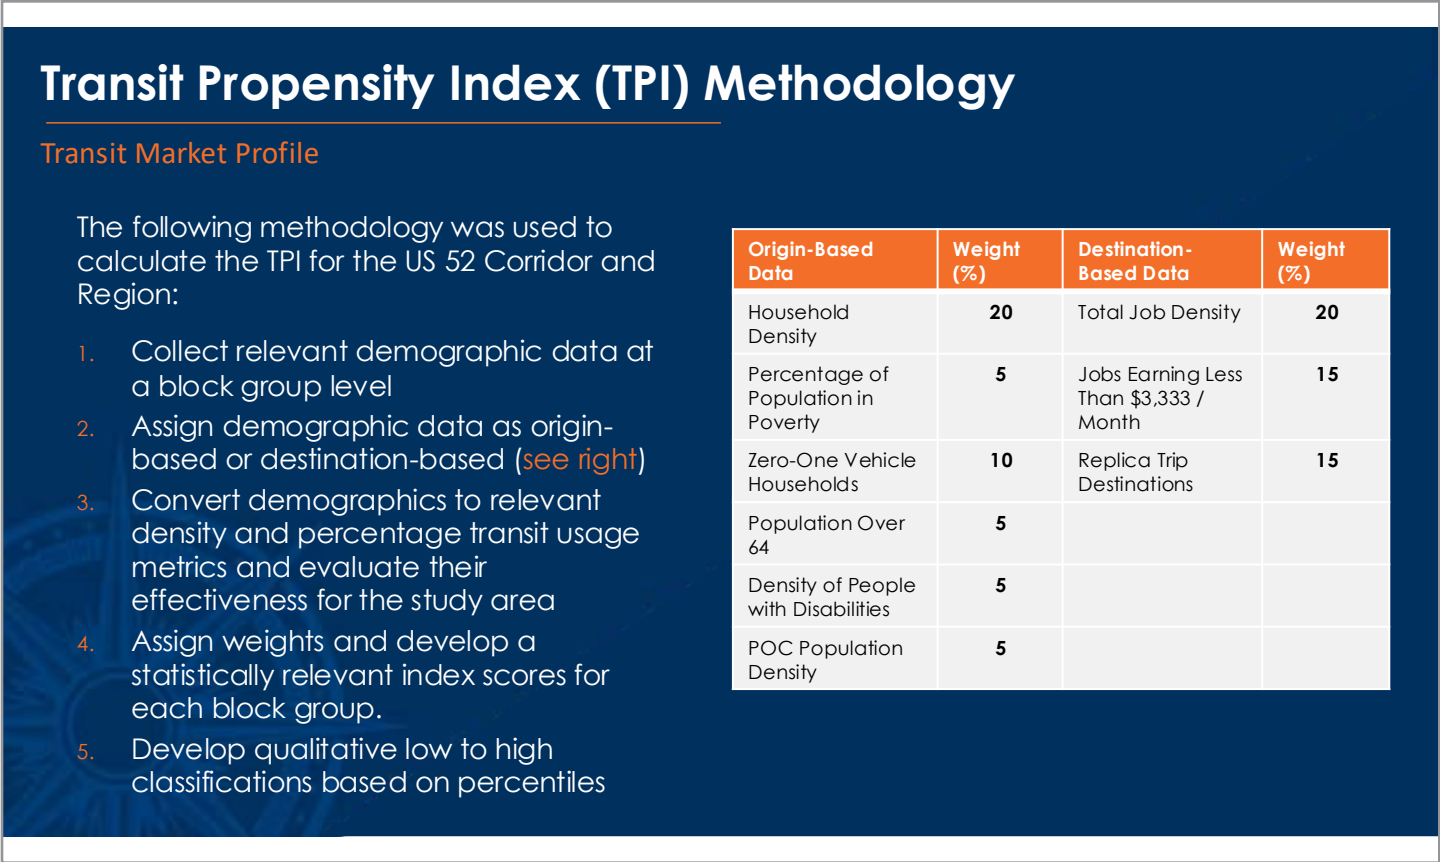 Transit Propensity Index (TPI) Methodology
Transit Market Profile
The following methodology was used to
calculate the TPI for the US 52 Corridor and
Region:
1. Collect relevant demographic data at
a block group level
2. Assign demographic data as origin-
based or destination-based (see right)
3. Convert demographics to relevant
density and percentage transit usage
metrics and evaluate their
effectiveness for the study area
4. Assign weights and develop a
statistically relevant index scores for
each block group.
5. Develop qualitative low to high
classifications based on percentiles
Origin-Based
Data
Weight
(%)
Destination-
Based Data
Weight
(%)
Household
Density
20
Total Job Density
20
Percentage of
Population in
Poverty
5
Jobs Earning Less
Than $3,333 /
Month
15
Zero-One Vehicle
Households
10
Replica Trip
Destinations
15
Population Over
64
5
Density of People
with Disabilities
5
POC Population
Density
5